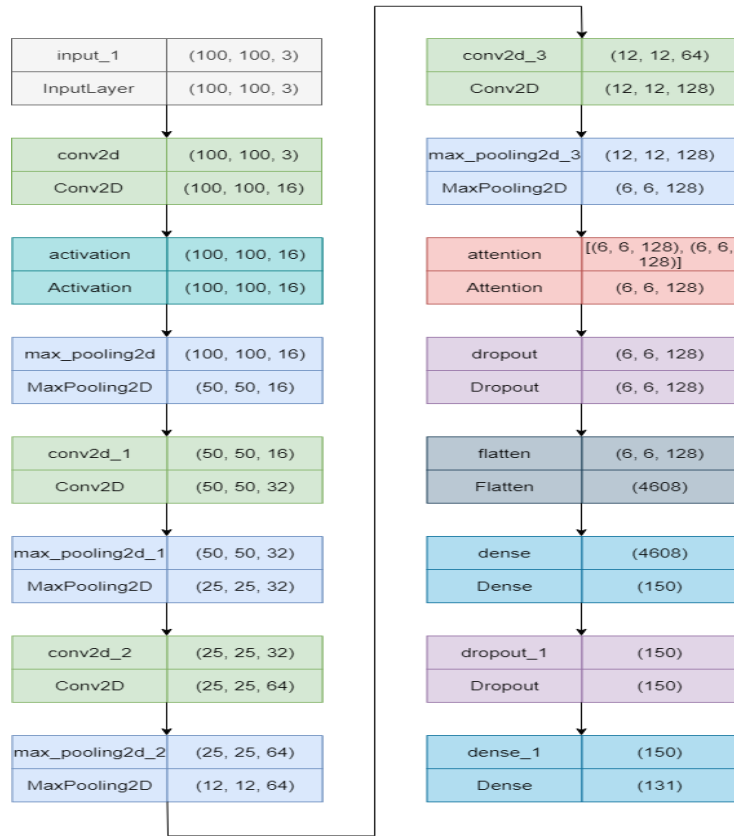 input_1 (100, 100, 3)
InputLayer (100, 100, 3)
conv2d (100, 100, 3)
Conv2D (100, 100, 16)
activation (100, 100, 16)
Activation (100, 100, 16)
max_pooling2d (100, 100, 16)
MaxPooling2D (50, 50, 16)
conv2d_1 (50, 50, 16)
Conv2D (50, 50, 32)
max_pooling2d_1 (50, 50, 32)
MaxPooling2D (25, 25, 32)
conv2d_2 (25, 25, 32)
Conv2D (25, 25, 64)
max_pooling2d_2 (25, 25, 64)
MaxPooling2D (12, 12, 64)
conv2d_3 (12, 12, 64)
Conv2D (12, 12, 128)
max_pooling2d_3 (12, 12, 128)
MaxPooling2D (6, 6, 128)
attention [(6, 6, 128), (6, 6,
128)]
Attention (6, 6, 128)
dropout (6, 6, 128)
Dropout (6, 6, 128)
flatten (6, 6, 128)
Flatten (4608)
dense (4608)
Dense (150)
dropout_1 (150)
Dropout (150)
dense_1 (150)
Dense (131)